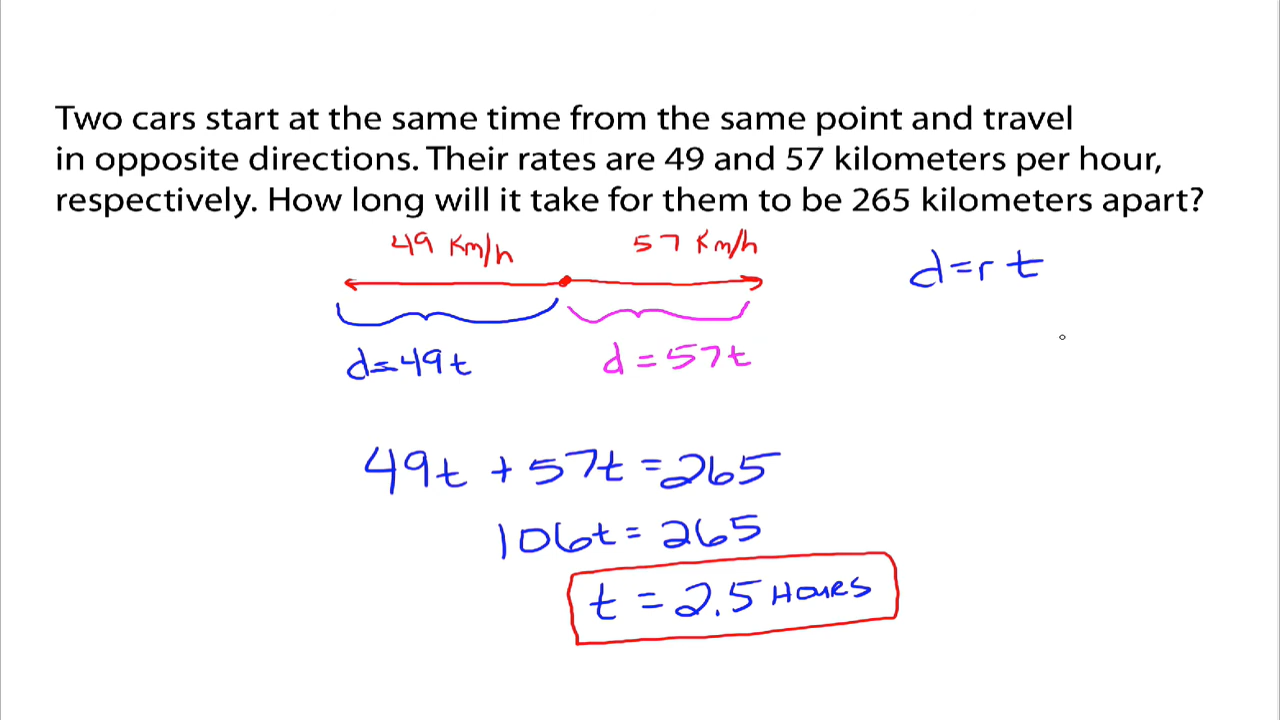 Two cars start at the same time from the same point and travel
in opposite directions. Their rates are 49 and 57 kilometers per hour,
respectively. How long will it take for them to be 265 kilometers apart?
49 Km/h
57 Km/h
d=r t
d=49t
d=57t
49t + 57t = 265
106t = 265
t = 2.5 HOURS